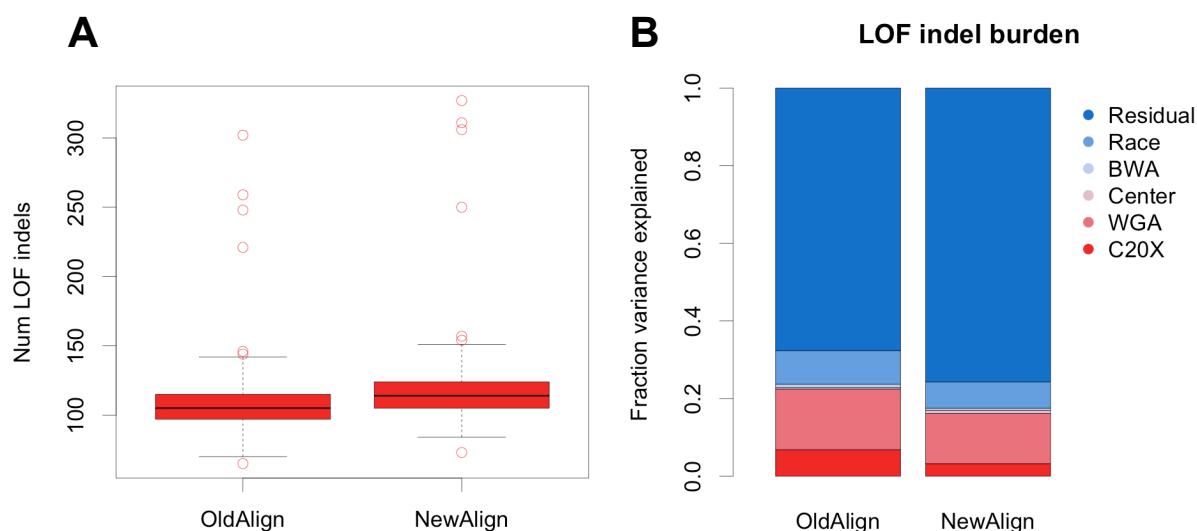 A
Num LOF indels
300
250
200
150
100
OldAlign
NewAlign
B
LOF indel burden
Fraction variance explained
1.0
0.8
0.6
0.4
0.2
0.0
OldAlign
NewAlign
Residual
Race
BWA
Center
WGA
C20X